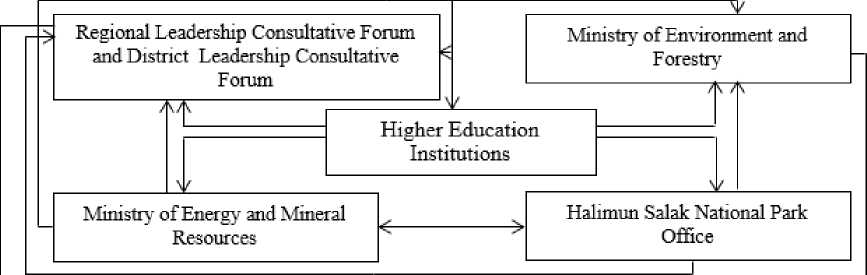 Regional Leadership Consultative Forum
and District Leadership Consultative
Forum
Ministry of Environment and
Forestry
Higher Education
Institutions
Ministry of Energy and Mineral
Resources
Halimun Salak National Park
Office